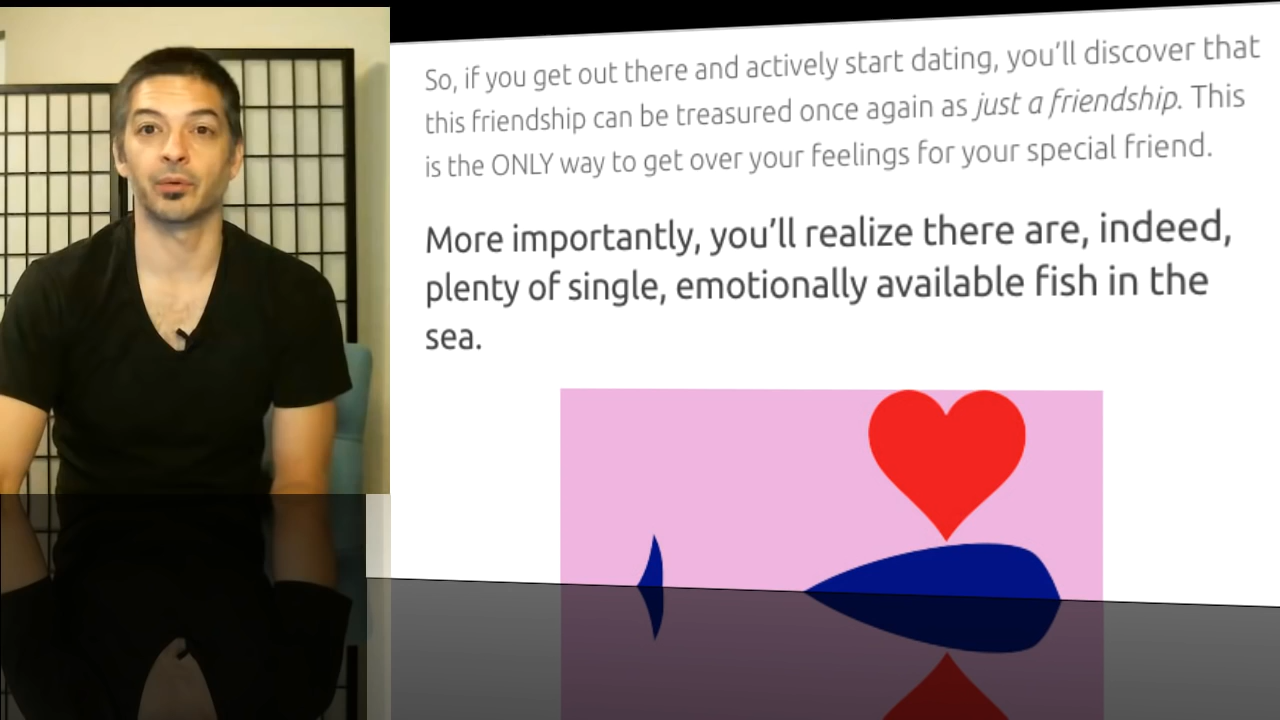 So, if you get out there and actively start dating, you’ll discover that
this friendship can be treasured once again as just a friendship. This
is the ONLY way to get over your feelings for your special friend.
More importantly, you’ll realize there are, indeed,
plenty of single, emotionally available fish in the
sea.